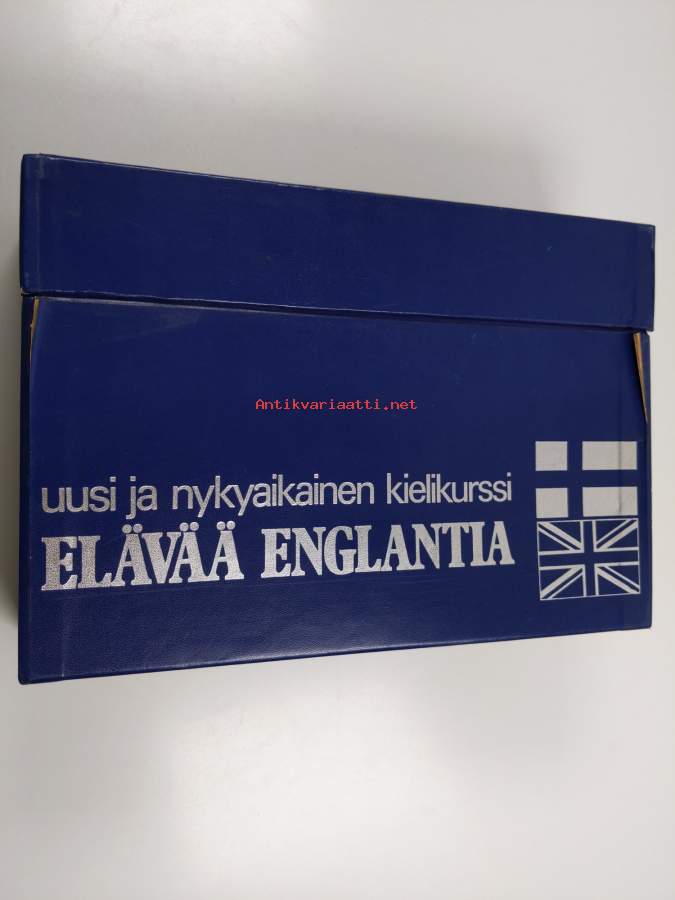 Antikvariaatti.net
uusi ja nykyaikainen kielikurssi
ELÄVÄÄ ENGLANTIA